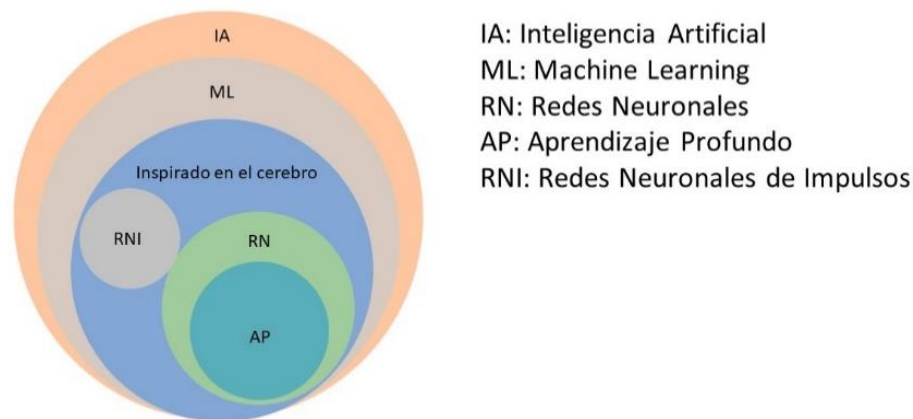 IA
ML
Inspirado en el cerebro
RNI
RN
AP
IA: Inteligencia Artificial
ML: Machine Learning
RN: Redes Neuronales
AP: Aprendizaje Profundo
RNI: Redes Neuronales de Impulsos